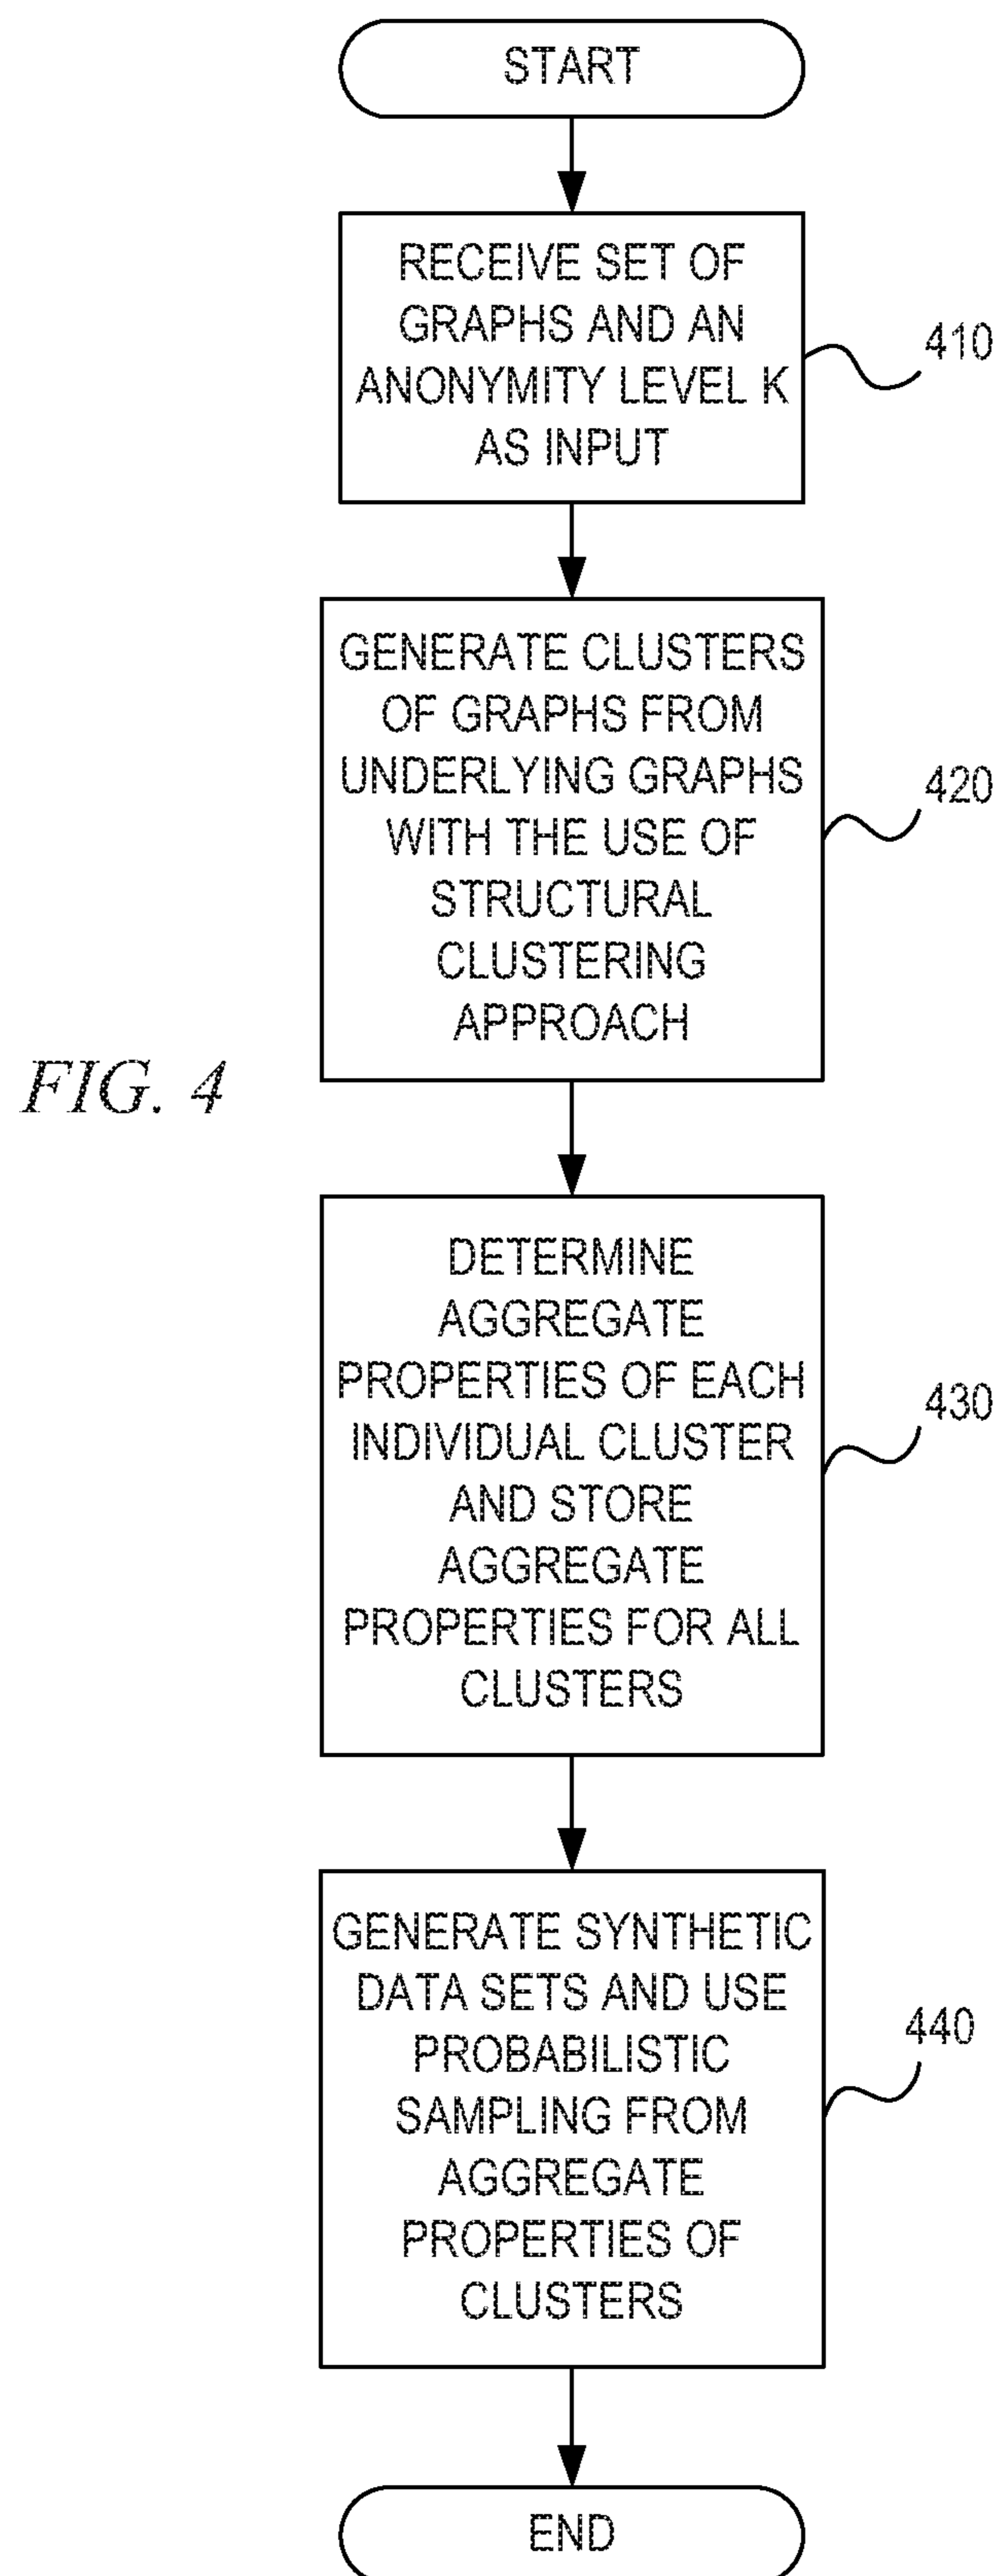 START
RECEIVE SET OF
GRAPHS AND AN
ANONYMITY LEVEL K
AS INPUT
410
GENERATE CLUSTERS
OF GRAPHS FROM
UNDERLYING GRAPHS
WITH THE USE OF
STRUCTURAL
CLUSTERING
APPROACH
420
FIG. 4
DETERMINE
AGGREGATE
PROPERTIES OF EACH
INDIVIDUAL CLUSTER
AND STORE
AGGREGATE
PROPERTIES FOR ALL
CLUSTERS
430
GENERATE SYNTHETIC
DATA SETS AND USE
PROBABILISTIC
SAMPLING FROM
AGGREGATE
PROPERTIES OF
CLUSTERS
440
END